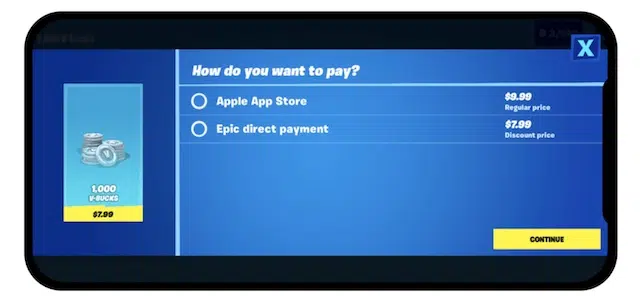 How do you want to pay?
Apple App Store
$9.99
Regular price
Epic direct payment
$7.99
Discount price
1,000
V-BUCKS
$7.99
X
CONTINUE